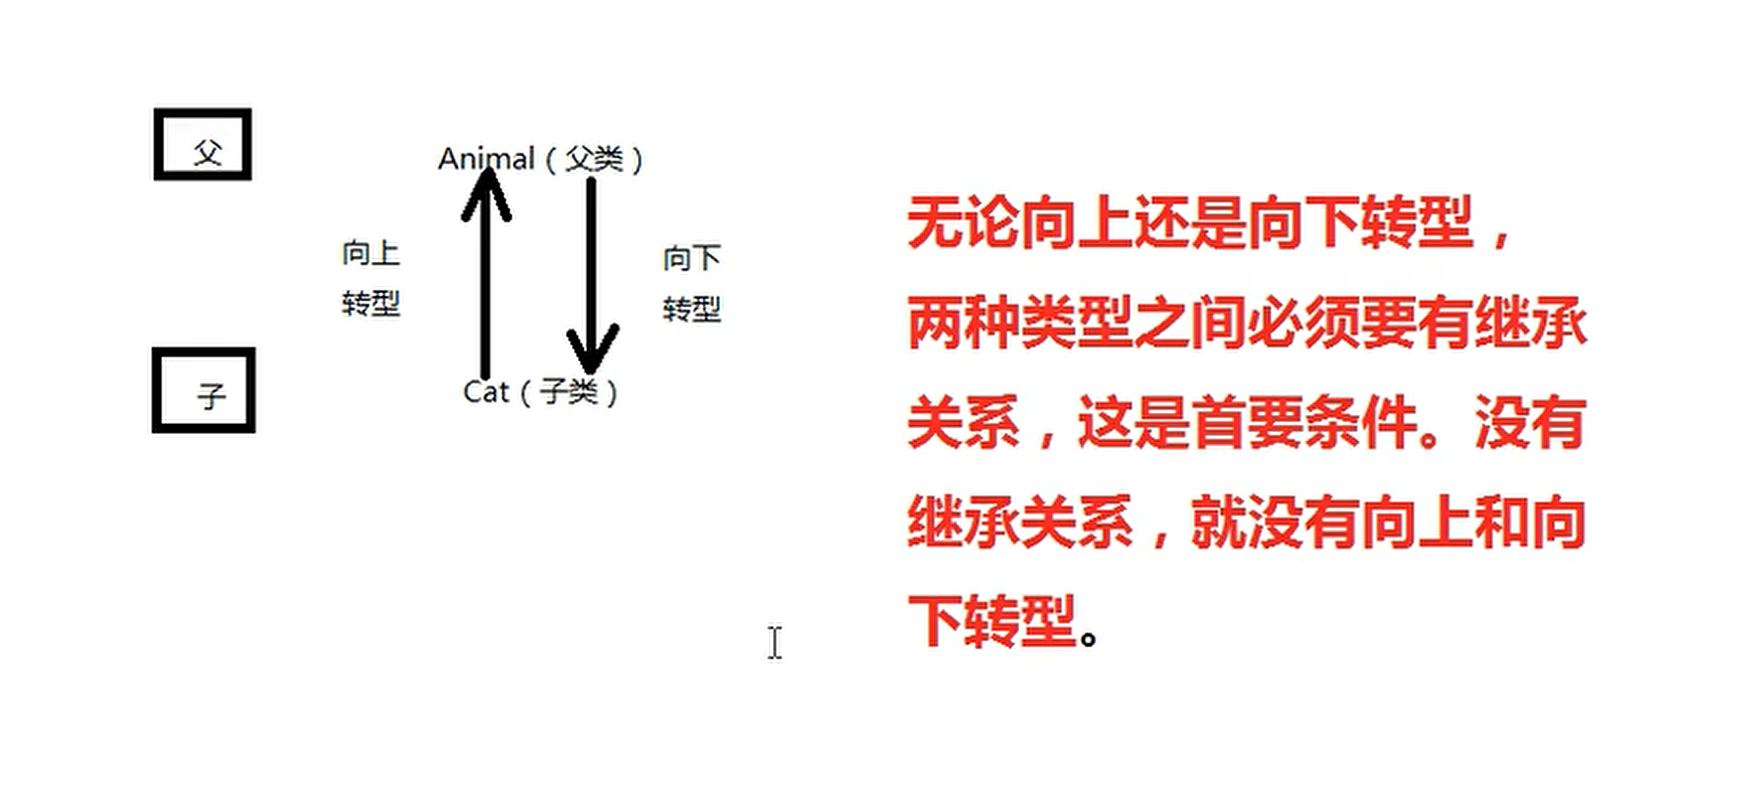 父
子
Animal（父类）
向上
转型
向下
转型
Cat（子类）
无论向上还是向下转型，
两种类型之间必须要有继承
关系，这是首要条件。没有
继承关系，就没有向上和向
下转型。